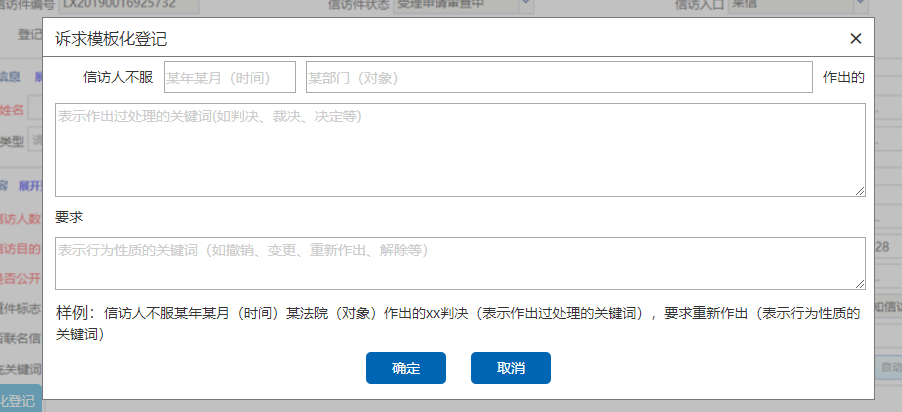 信访件编号 LX20190016925732 信访件状态 受理申请审查中 信访入口 来信
登记
诉求模板化登记 ×
信访人不服 某年某月（时间） 某部门（对象） 作出的
信息 展
姓名
表示作出过处理的关键词(如判决、裁决、决定等)
类型 请
容 展开
信访人数
要求
信访目的
表示行为性质的关键词（如撤销、变更、重新作出、解除等）
28
是否公开
件标志
样例：信访人不服某年某月（时间）某法院（对象）作出的xx判决（表示作出过处理的关键词），要求重新作出（表示行为性质的
如信访
关键词）
否联名信
关键词
确定 取消
自动
化登记